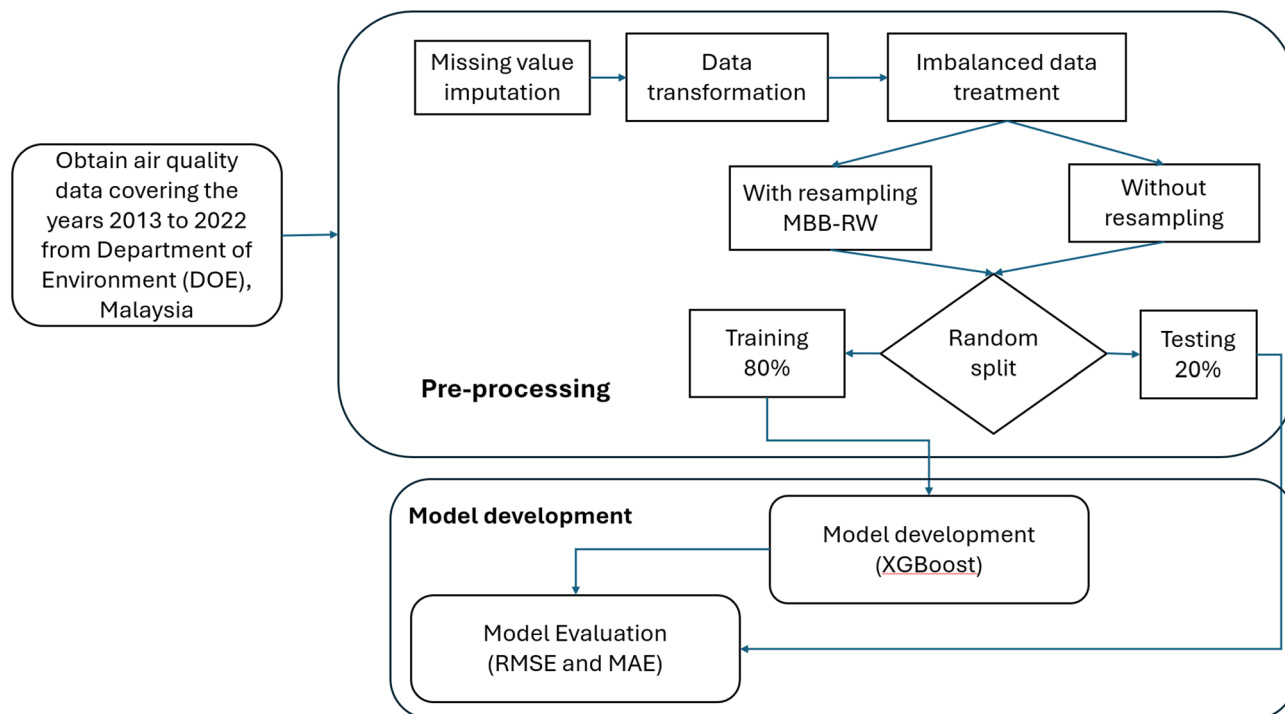 Obtain air quality
data covering the
years 2013 to 2022
from Department of
Environment (DOE),
Malaysia
Missing value
imputation
Data
transformation
Imbalanced data
treatment
With resampling
MBB-RW
Without
resampling
Random
split
Training
80%
Testing
20%
Pre-processing
Model development
Model development
(XGBoost)
Model Evaluation
(RMSE and MAE)